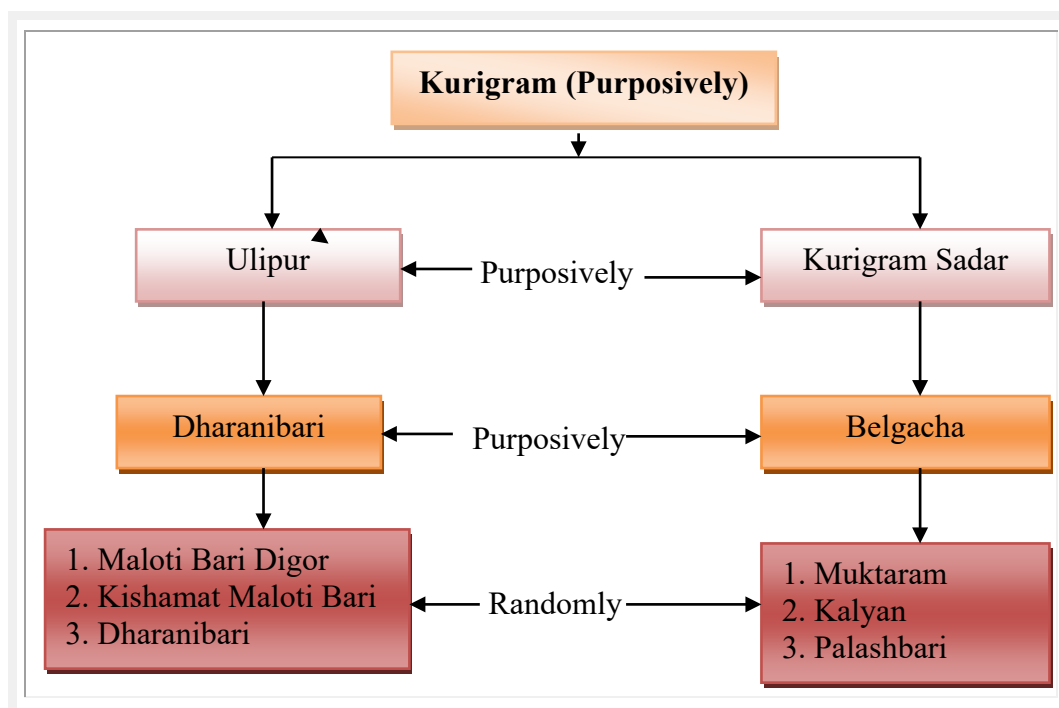 Kurigram (Purposively)
Ulipur
Purposively
Kurigram Sadar
Dharanibari
Purposively
Belgacha
1. Maloti Bari Digor
2. Kishamat Maloti Bari
3. Dharanibari
Randomly
1. Muktaram
2. Kalyan
3. Palashbari